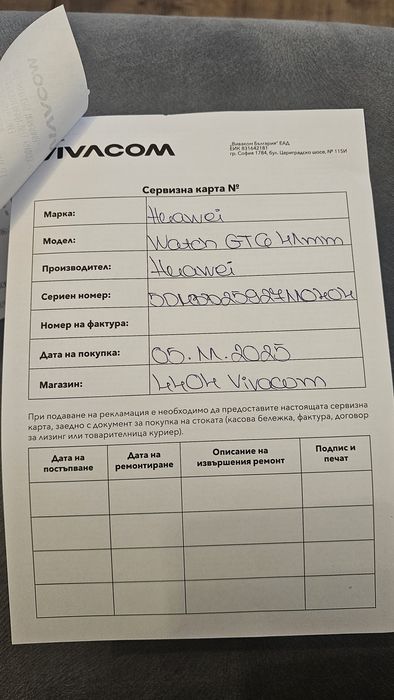 VIVACOM
„Виваком България“ ЕАД
ЕИК 831642181
гр. София 1784, бул. Цариградско шосе, № 115И
Сервизна карта №
Марка: Huawei
Модел: Watch GT6 41mm
Производител: Huawei
Сериен номер:
Номер на фактура:
Дата на покупка: 05.11.2025
Магазин: 4404 Vivacom
При подаване на рекламация е необходимо да предоставите настоящата сервизна
карта, заедно с документ за покупка на стоката (касова бележка, фактура, договор
за лизинг или товарителница куриер).
Дата на постъпване Дата на ремонтиране Описание на извършения ремонт Подпис и печат